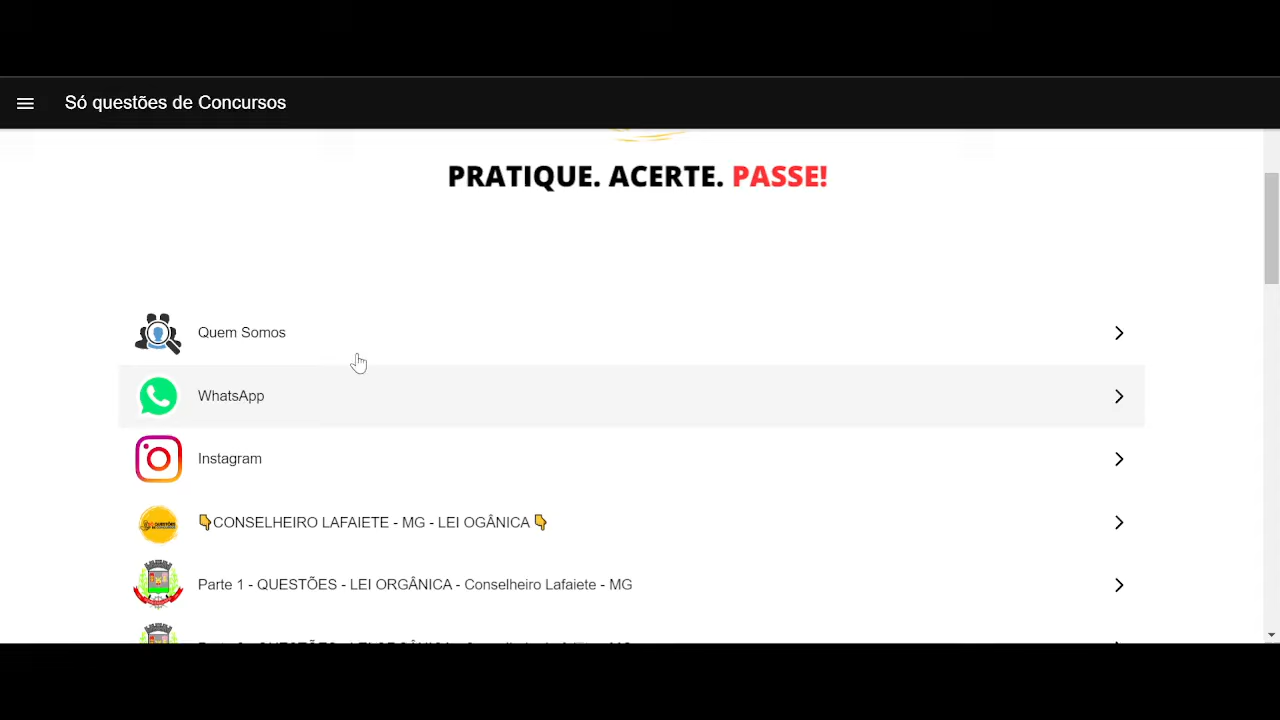 Só questões de Concursos
PRATIQUE. ACERTE. PASSE!
Quem Somos
WhatsApp
Instagram
👇CONSELHEIRO LAFAIETE - MG - LEI OGÂNICA 👇
Parte 1 - QUESTÕES - LEI ORGÂNICA - Conselheiro Lafaiete - MG